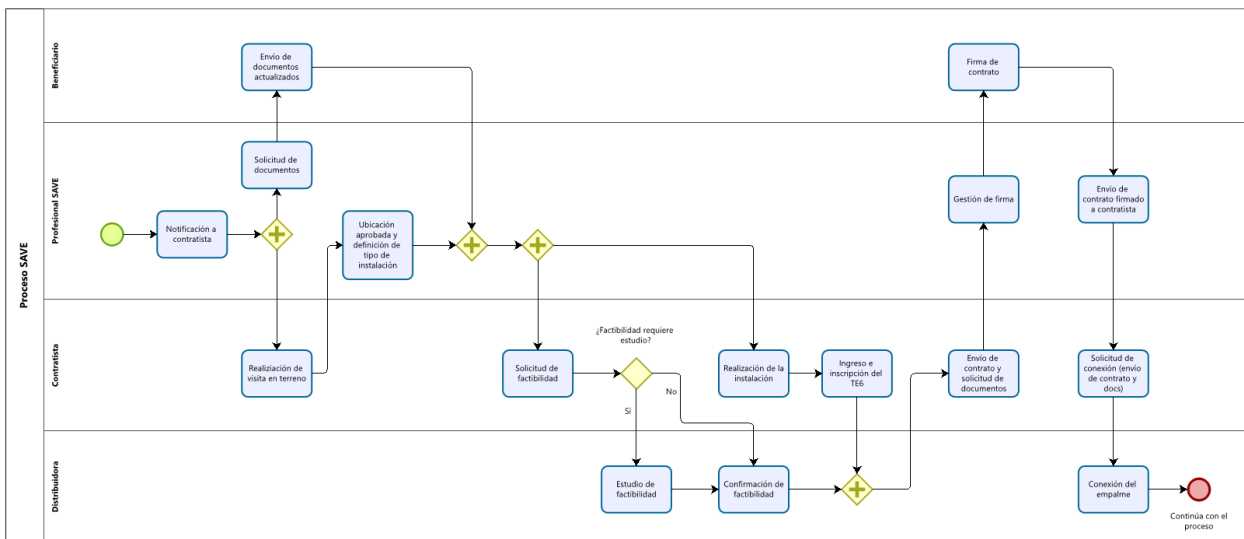 Proceso SAVE
Beneficiario
Envío de
documentos
actualizados
Firma de
contrato
Profesional SAVE
Solicitud de
documentos
Notificación a
contratista
Ubicación
aprobada y
definición de
tipo de
instalación
Gestión de firma
Envío de
contrato firmado
a contratista
Contratista
Realiziación de
visita en terreno
Solicitud de
factibilidad
¿Factibilidad requiere
estudio?
Sí
No
Realización de la
instalación
Ingreso e
inscripción del
TE6
Envío de
contrato y
solicitud de
documentos
Solicitud de
conexión (envío
de contrato y
docs)
Distribuidora
Estudio de
factibilidad
Confirmación de
factibilidad
Conexión del
empalme
Continúa con el
proceso